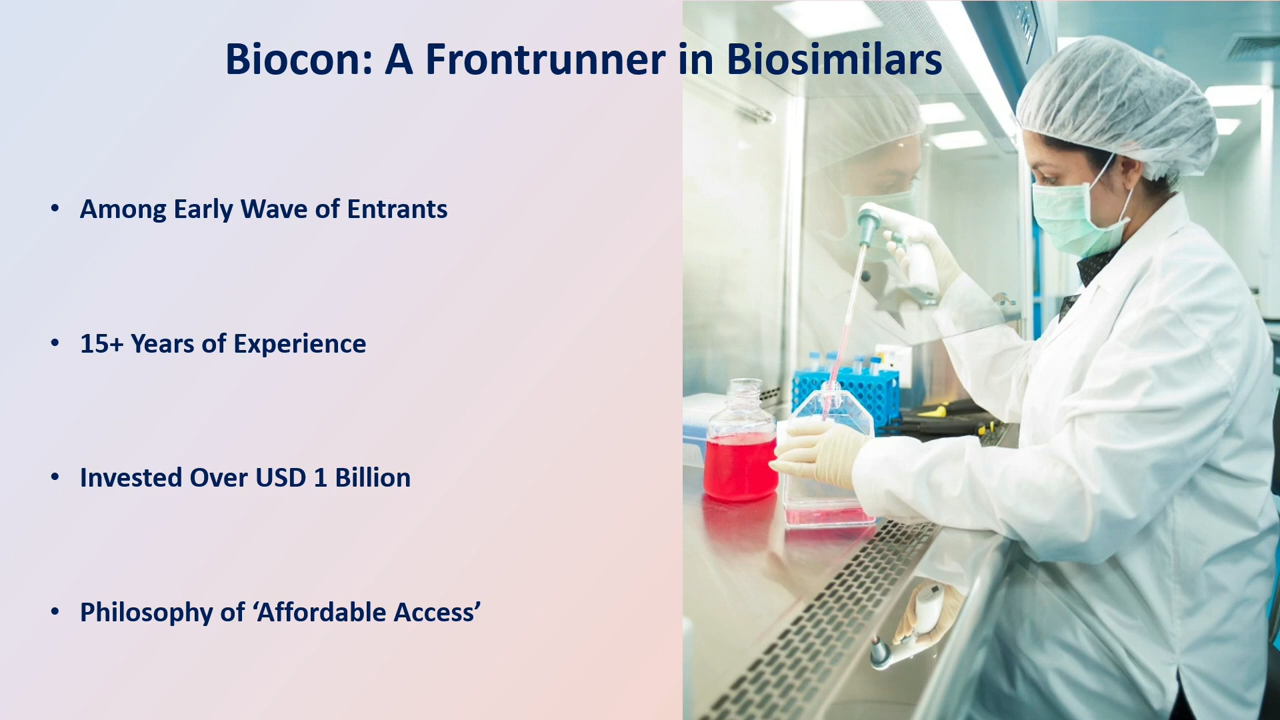 Biocon: A Frontrunner in Biosimilars
• Among Early Wave of Entrants
• 15+ Years of Experience
• Invested Over USD 1 Billion
• Philosophy of ‘Affordable Access’